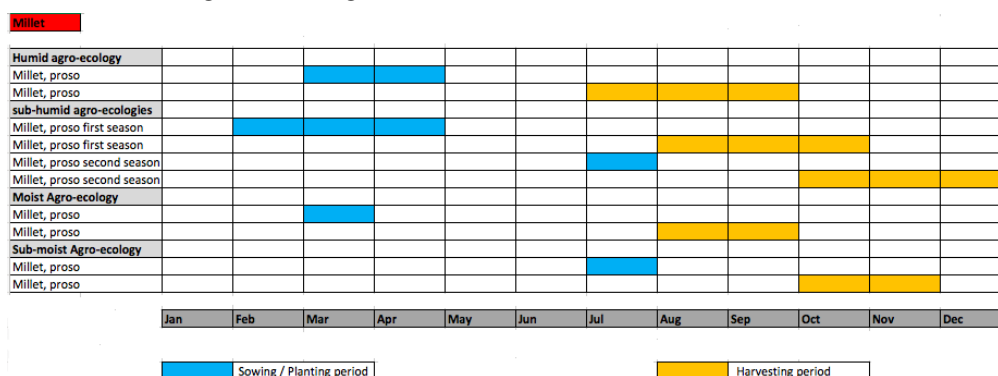 Millet
Humid agro-ecology
Millet, proso
Millet, proso
sub-humid agro-ecologies
Millet, proso first season
Millet, proso first season
Millet, proso second season
Millet, proso second season
Moist Agro-ecology
Millet, proso
Millet, proso
Sub-moist Agro-ecology
Millet, proso
Millet, proso
Jan Feb Mar Apr May Jun Jul Aug Sep Oct Nov Dec
Sowing / Planting period Harvesting period